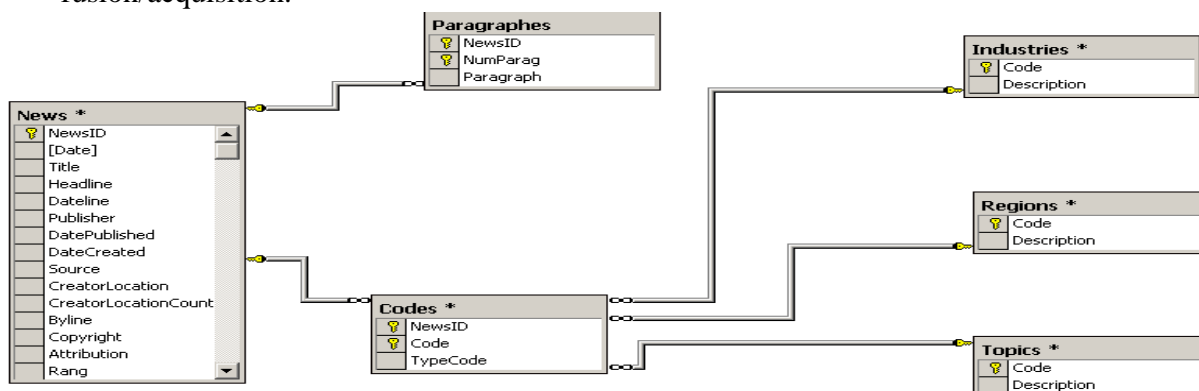 fusion/acquisition.
Paragraphes
NewsID
NumParag
Paragraph
Industries *
Code
Description
News *
NewsID
[Date]
Title
Headline
Dateline
Publisher
DatePublished
DateCreated
Source
CreatorLocation
CreatorLocationCount
Byline
Copyright
Attribution
Rang
Regions *
Code
Description
Codes *
NewsID
Code
TypeCode
Topics *
Code
Description